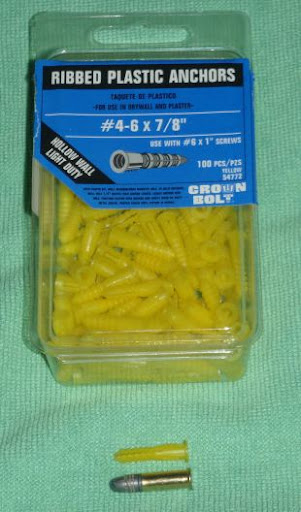 RIBBED PLASTIC ANCHORS
TAQUETE DE PLASTICO
-FOR USE IN DRYWALL AND PLASTER-
#4-6 x 7/8"
USE WITH #6 x 1" SCREWS
HOLLOW WALL
LIGHT DUTY
100 PCS/PZS
YELLOW
54772
CROWN
BOLT